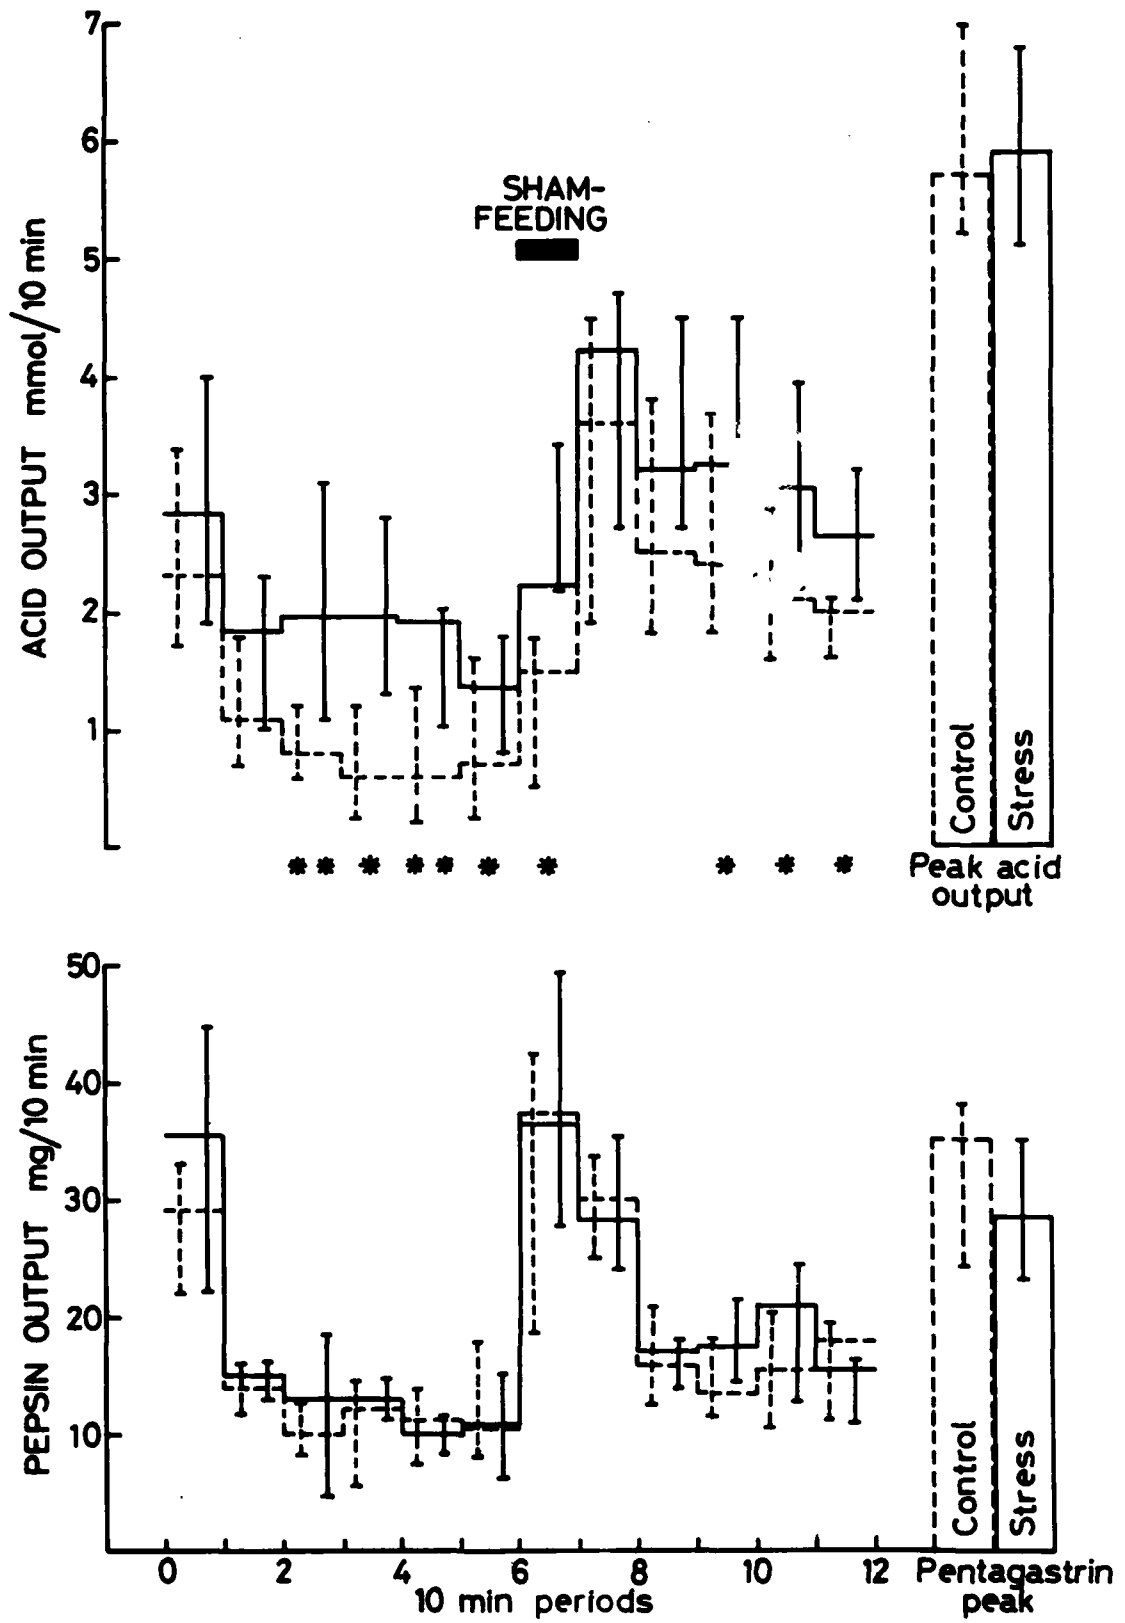 7
6
5
4
3
2
1
ACID OUTPUT mmol/10 min
SHAM-
FEEDING
Control
Stress
* * * * * * * * * *
Peak acid
output
50
40
30
20
10
PEPSIN OUTPUT mg/10 min
Control
Stress
0 2 4 6 8 10 12
10 min periods
Pentagastrin
peak